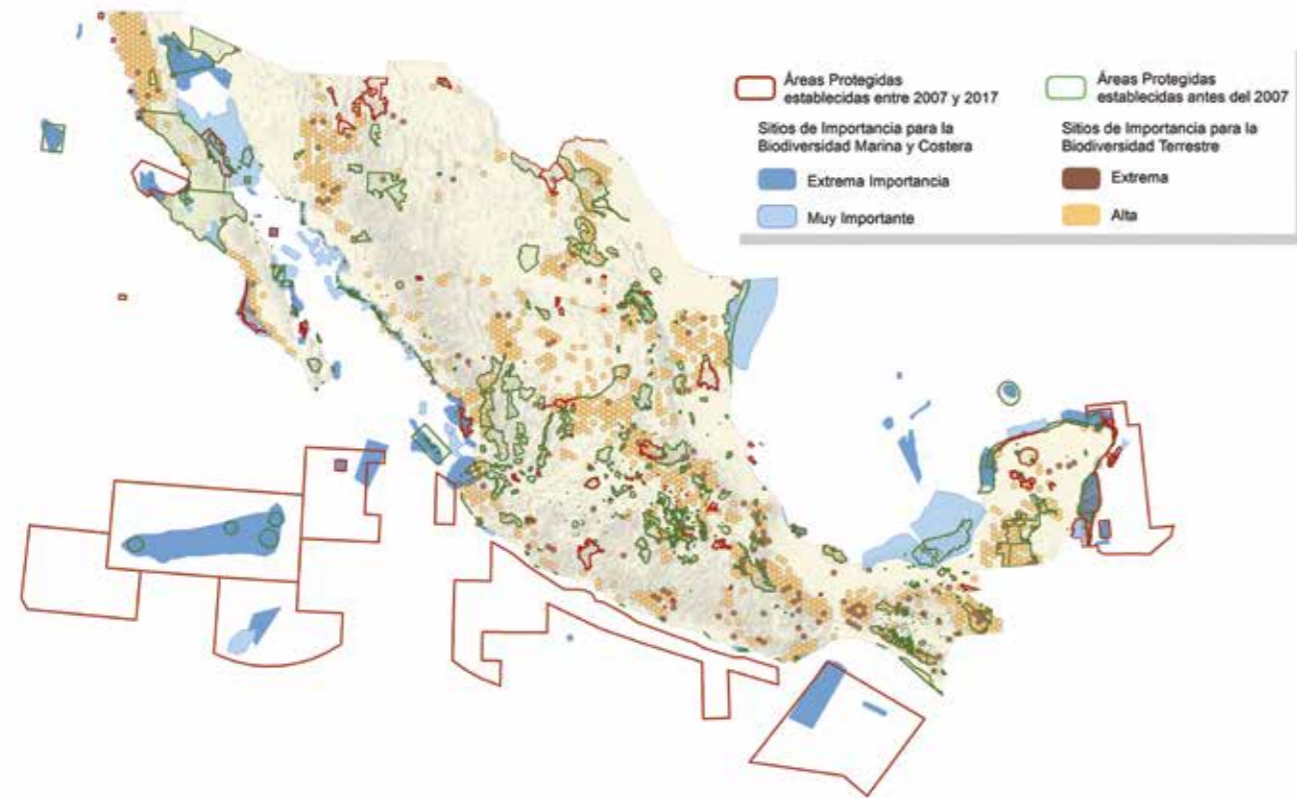 Áreas Protegidas
establecidas entre 2007 y 2017
Sitios de Importancia para la
Biodiversidad Marina y Costera
Extrema Importancia
Muy Importante
Áreas Protegidas
establecidas antes del 2007
Sitios de Importancia para la
Biodiversidad Terrestre
Extrema
Alta